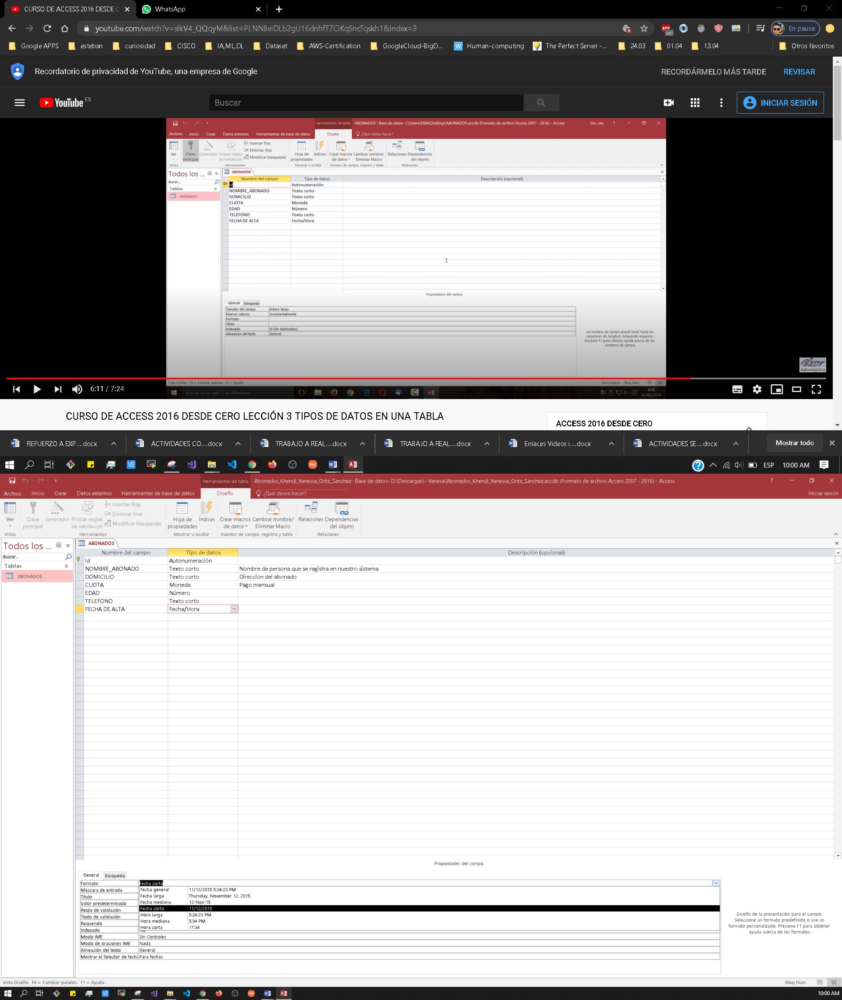 CURSO DE ACCESS 2016 DESDE C
WhatsApp
youtube.com/watch?v=slkV4_QQqyM&list=PLNNBeiDLb2gU16dnhfT7CiKqSncTqskh1&index=3
347
En pausa
Google APPS esteban curiosidad CISCO IA,ML,DL Dataset AWS-Certification GoogleCloud-BigD... Human-computing The Perfect Server -... 24.03 01.04 13.04 Otros favoritos
Recordatorio de privacidad de YouTube, una empresa de Google RECORDÁRMELO MÁS TARDE REVISAR
YouTube ES Buscar INICIAR SESIÓN
Herramientas de tabla ABONADOS : Base de datos- C:\Users\EBM\Desktop\ABONADOS.accdb (Formato de archivo Access 2007 - 2016) - Access Inic. ses. ?
Archivo Inicio Crear Datos externos Herramientas de base de datos Diseño ¿Qué desea hacer?
Insertar filas
Eliminar filas
Modificar búsquedas
Ver Clave principal Generador Probar reglas de validación Hoja de propiedades Índices Crear macros de datos Cambiar nombre/ Eliminar Macro Relaciones Dependencias del objeto
Vistas Herramientas Mostrar u ocultar Eventos de campo, registro y tabla Relaciones
Todos los ... ABONADOS
Buscar...
Tablas
ABONADOS
Nombre del campo Tipo de datos Descripción (opcional)
Id Autonumeración
NOMBRE_ABONADO Texto corto
DOMICILIO Texto corto
CUOTA Moneda
EDAD Número
TELEFONO Texto corto
FECHA DE ALTA Fecha/Hora
Propiedades del campo
General Búsqueda
Tamaño del campo Entero largo
Nuevos valores Incrementalmente
Formato
Título
Indexado Sí (Sin duplicados)
Alineación del texto General
Un nombre de campo puede tener hasta 64
caracteres de longitud, incluyendo espacios.
Presione F1 para obtener ayuda acerca de los
nombres de campo.
ebm
Inform@tica
Vista Diseño. F6 = Cambiar paneles. F1 = Ayuda. Bloq Mayús Bloq Num
Buscar en la web y en Windows 8:48
01/08/2016
6:11 / 7:24
CURSO DE ACCESS 2016 DESDE CERO LECCIÓN 3 TIPOS DE DATOS EN UNA TABLA
ACCESS 2016 DESDE CERO
REFUERZO A EXP....docx ACTIVIDADES CO....docx TRABAJO A REAL....docx TRABAJO A REAL....docx Enlaces Videos i....docx ACTIVIDADES SE....docx Mostrar todo
ESP 10:00 AM
Herramientas de tabla Abonados_Khendi_Vanessa_Ortiz_Sanchez : Base de datos- D:\Descargas\--Vanesa\Abonados_Khendi_Vanessa_Ortiz_Sanchez.accdb (Formato de archivo Access 2007 - 2016) - Access ?
Archivo Inicio Crear Datos externos Herramientas de base de datos Diseño ¿Qué desea hacer? Iniciar sesión
Insertar filas
Eliminar filas
Modificar búsquedas
Ver Clave principal Generador Probar reglas de validación Hoja de propiedades Índices Crear macros de datos Cambiar nombre/ Eliminar Macro Relaciones Dependencias del objeto
Vistas Herramientas Mostrar u ocultar Eventos de campo, registro y tabla Relaciones
Todos los ... ABONADOS
Buscar...
Tablas
ABONADOS
Nombre del campo Tipo de datos Descripción (opcional)
Id Autonumeración
NOMBRE_ABONADO Texto corto Nombre de persona que se registra en nuestro sistema
DOMICILIO Texto corto Direccion del abonado
CUOTA Moneda Pago mensual
EDAD Número
TELEFONO Texto corto
FECHA DE ALTA Fecha/Hora
Propiedades del campo
General Búsqueda
Formato Fecha corta
Máscara de entrada Fecha general 11/12/2015 5:34:23 PM
Título Fecha larga Thursday, November 12, 2015
Valor predeterminado Fecha mediana 12-Nov-15
Regla de validación Fecha corta 11/12/2015
Texto de validación Hora larga 5:34:23 PM
Requerido Hora mediana 5:34 PM
Indexado Hora corta 17:34
Modo IME Sin Controles
Modo de oraciones IME Nada
Alineación del texto General
Mostrar el Selector de fecha Para fechas
Diseño de la presentación para el campo.
Seleccione un formato predefinido o use un
formato personalizado. Presione F1 para obtener
ayuda acerca de los formatos.
Vista Diseño. F6 = Cambiar paneles. F1 = Ayuda. Bloq Num
10:00 AM